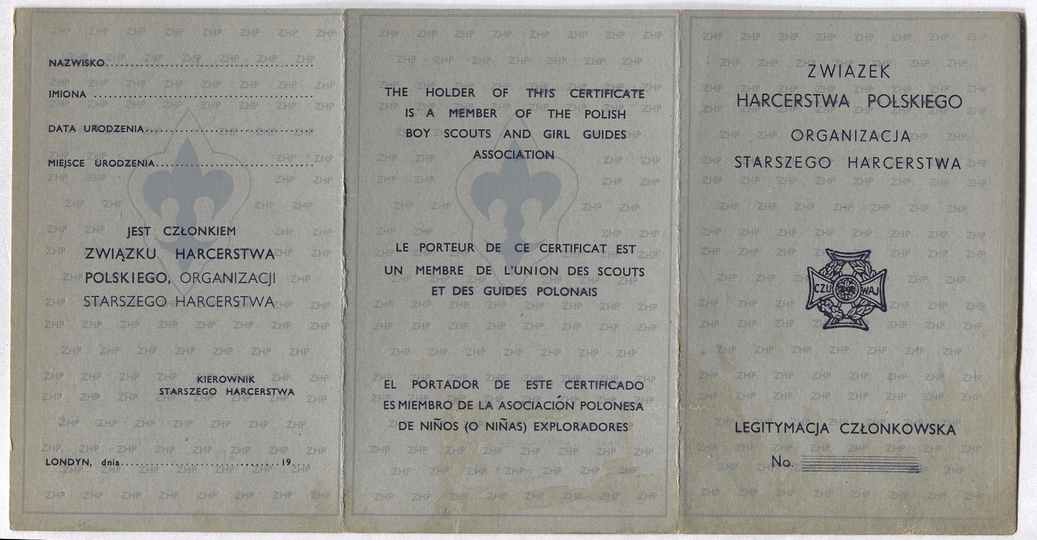 NAZWISKO
IMIONA
DATA URODZENIA
MIEJSCE URODZENIA
JEST CZŁONKIEM
ZWIĄZKU HARCERSTWA
POLSKIEGO, ORGANIZACJI
STARSZEGO HARCERSTWA
KIEROWNIK
STARSZEGO HARCERSTWA
LONDYN, dnia 19
THE HOLDER OF THIS CERTIFICATE
IS A MEMBER OF THE POLISH
BOY SCOUTS AND GIRL GUIDES
ASSOCIATION
LE PORTEUR DE CE CERTIFICAT EST
UN MEMBRE DE L'UNION DES SCOUTS
ET DES GUIDES POLONAIS
EL PORTADOR DE ESTE CERTIFICADO
ES MIEMBRO DE LA ASOCIACIÓN POLONESA
DE NIÑOS (O NIÑAS) EXPLORADORES
ZWIAZEK
HARCERSTWA POLSKIEGO
ORGANIZACJA
STARSZEGO HARCERSTWA
CZU WAJ
LEGITYMACJA CZŁONKOWSKA
No.